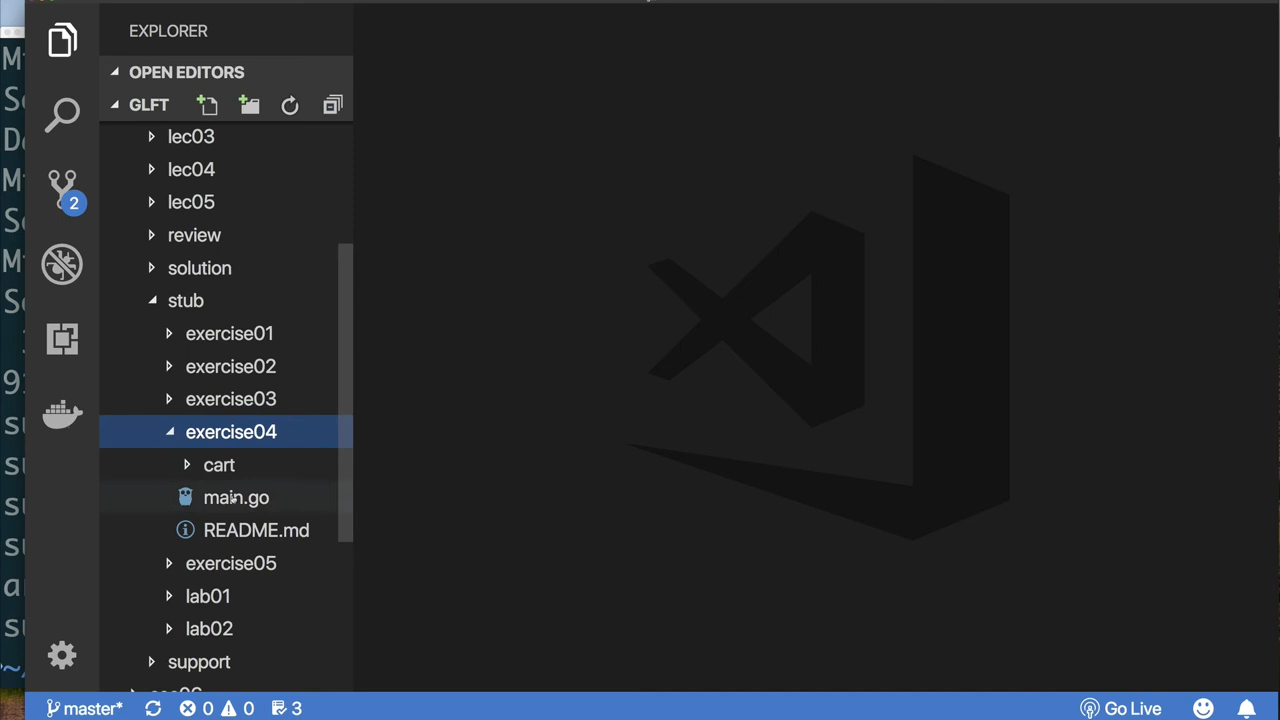 EXPLORER
OPEN EDITORS
GLFT
lec03
lec04
lec05
review
solution
stub
2
exercise01
exercise02
exercise03
exercise04
cart
main.go
README.md
exercise05
lab01
lab02
support
master*
0
0
3
Go Live